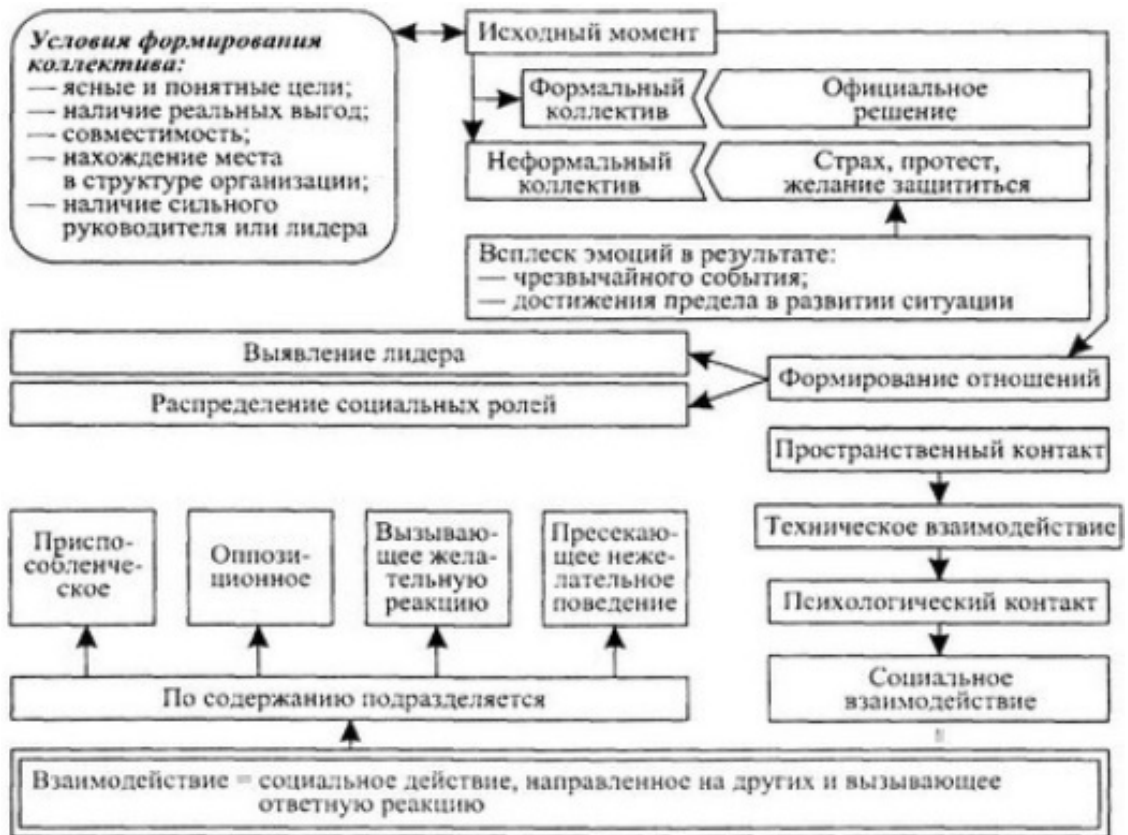 Условия формирования
коллектива:
— ясные и понятные цели;
— наличие реальных выгод;
— совместимость;
— нахождение места
в структуре организации;
— наличие сильного
руководителя или лидера
Исходный момент
Формальный
коллектив
Официальное
решение
Неформальный
коллектив
Страх, протест,
желание защититься
Всплеск эмоций в результате:
— чрезвычайного события;
— достижения предела в развитии ситуации
Выявление лидера
Распределение социальных ролей
Формирование отношений
Пространственный контакт
Техническое взаимодействие
Психологический контакт
Социальное
взаимодействие
Приспо-
собленче-
ское
Оппози-
ционное
Вызываю-
щее жела-
тельную
реакцию
Пресекаю-
щее неже-
лательное
поведение
По содержанию подразделяется
Взаимодействие = социальное действие, направленное на других и вызывающее
ответную реакцию